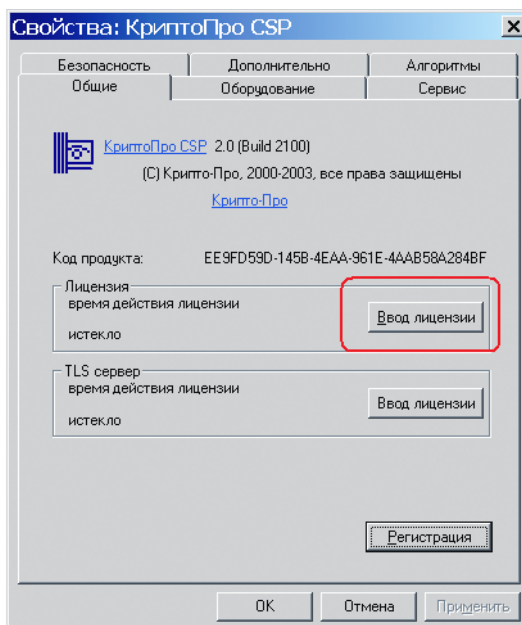 Свойства: КриптоПро CSP
Безопасность Дополнительно Алгоритмы
Общие Оборудование Сервис
КриптоПро CSP 2.0 (Build 2100)
(C) Крипто-Про, 2000-2003, все права защищены
Крипто-Про
Код продукта: EE9FD59D-145B-4EAA-961E-4AAB58A284BF
Лицензия
время действия лицензии
Ввод лицензии
истекло
TLS сервер
время действия лицензии
Ввод лицензии
истекло
Регистрация
OK Отмена Применить